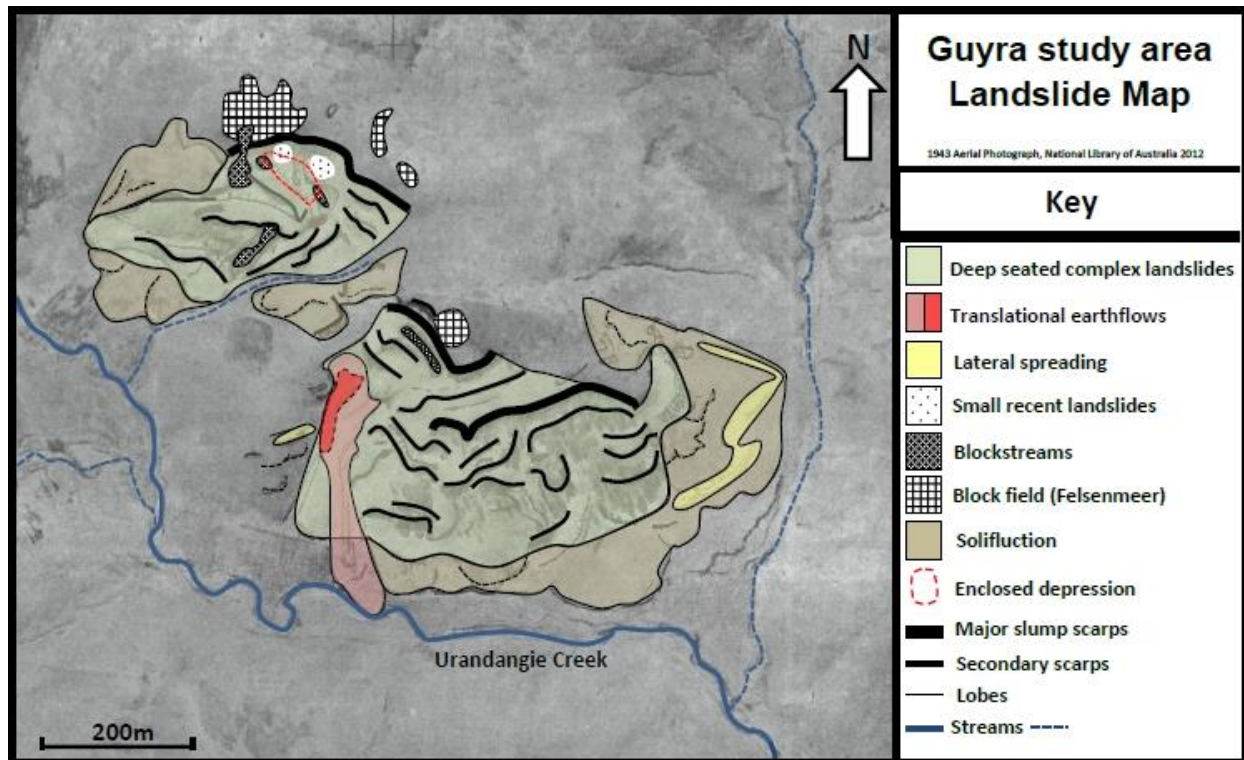 Guyra study area
Landslide Map
1943 Aerial Photograph, National Library of Australia 2012
Key
Deep seated complex landslides
Translational earthflows
Lateral spreading
Small recent landslides
Blockstreams
Block field (Felsenmeer)
Solifluction
Enclosed depression
Major slump scarps
Secondary scarps
Lobes
Streams
N
Urandangie Creek
200m